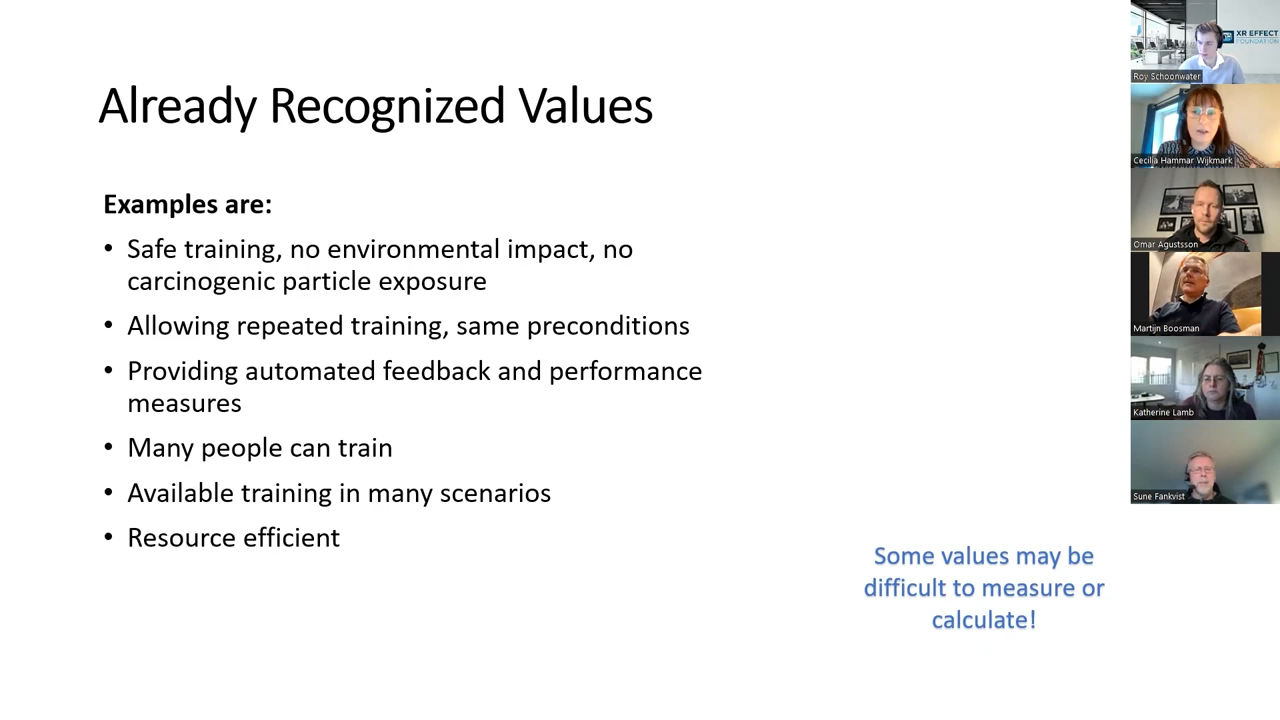 Already Recognized Values
Examples are:
• Safe training, no environmental impact, no
carcinogenic particle exposure
• Allowing repeated training, same preconditions
• Providing automated feedback and performance
measures
• Many people can train
• Available training in many scenarios
• Resource efficient
Some values may be
difficult to measure or
calculate!
XR EFFECT
FOUNDATION
Roy Schoonwater
Cecilia Hammar Wijkmark
Omar Agustsson
Martijn Boosman
Katherine Lamb
Sune Fankvist